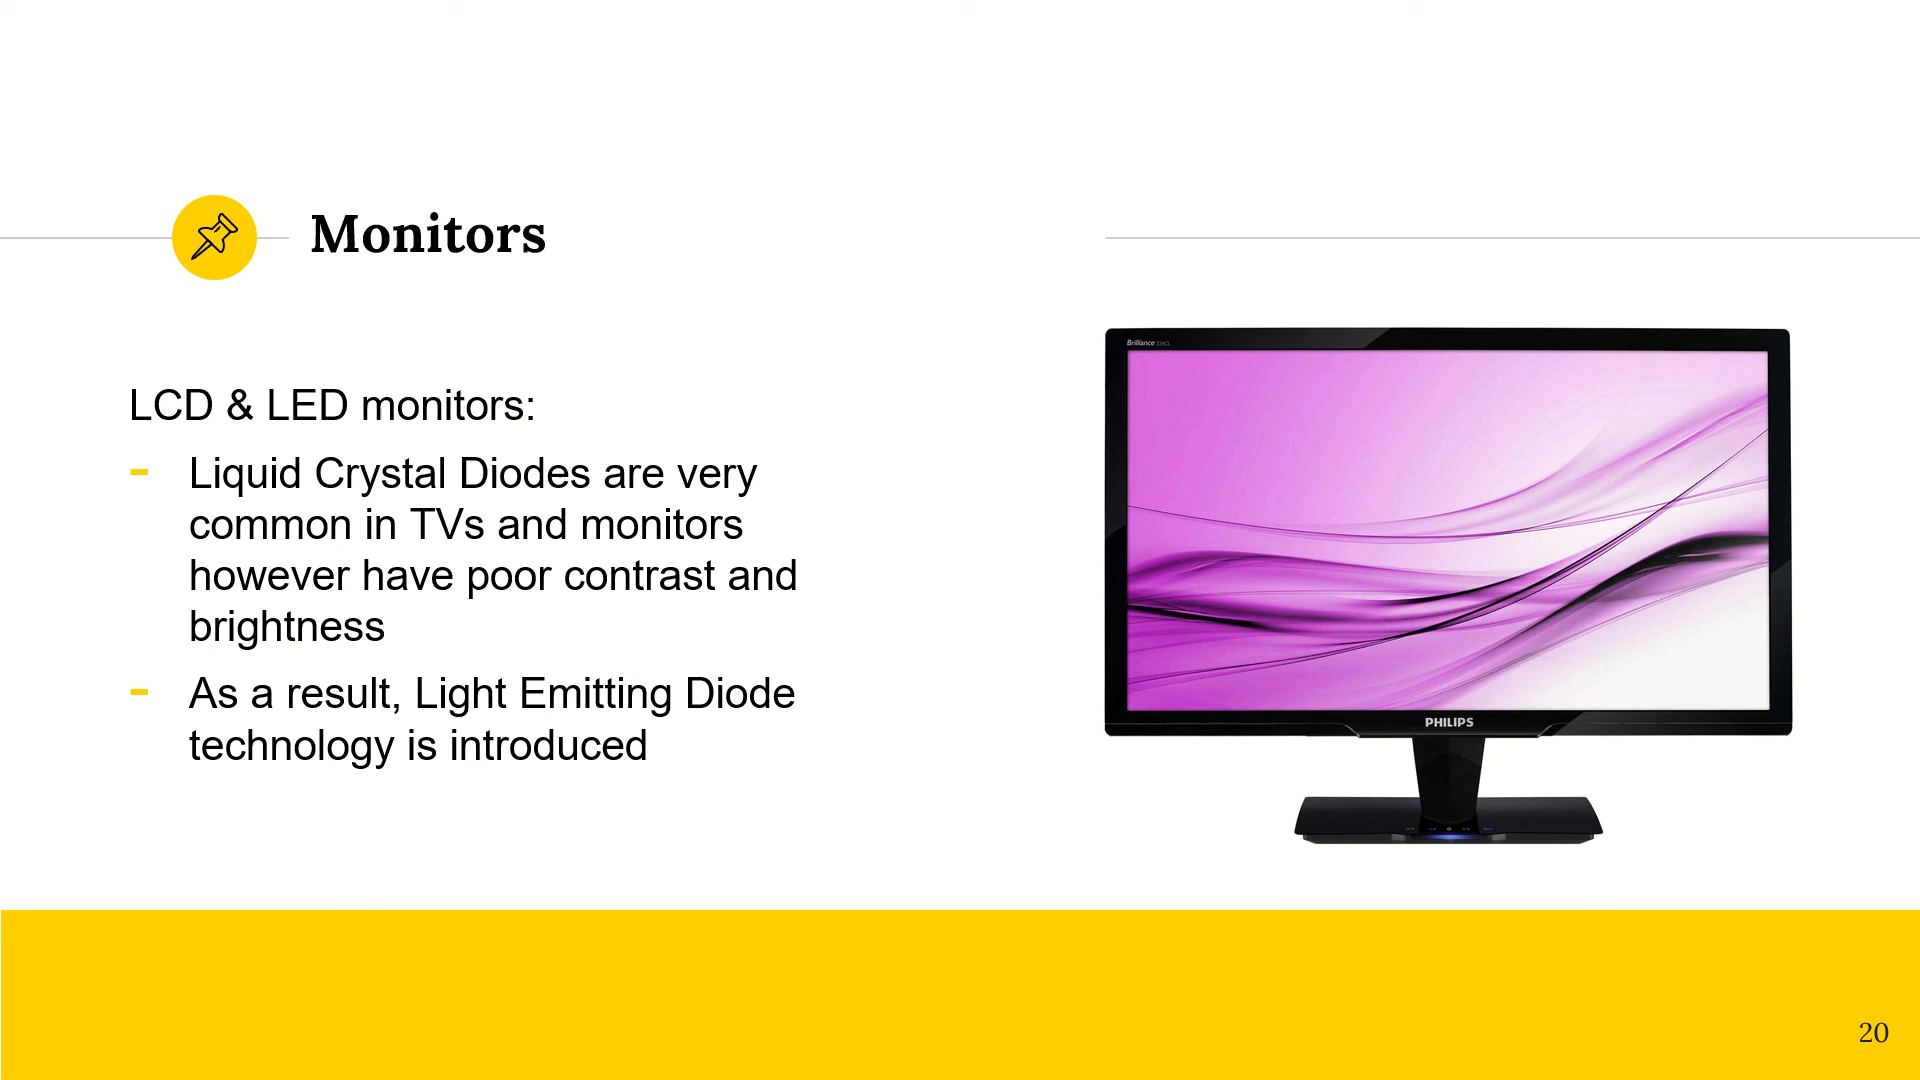 Monitors
LCD & LED monitors:
- Liquid Crystal Diodes are very
common in TVs and monitors
however have poor contrast and
brightness
- As a result, Light Emitting Diode
technology is introduced
Brilliance
PHILIPS
20